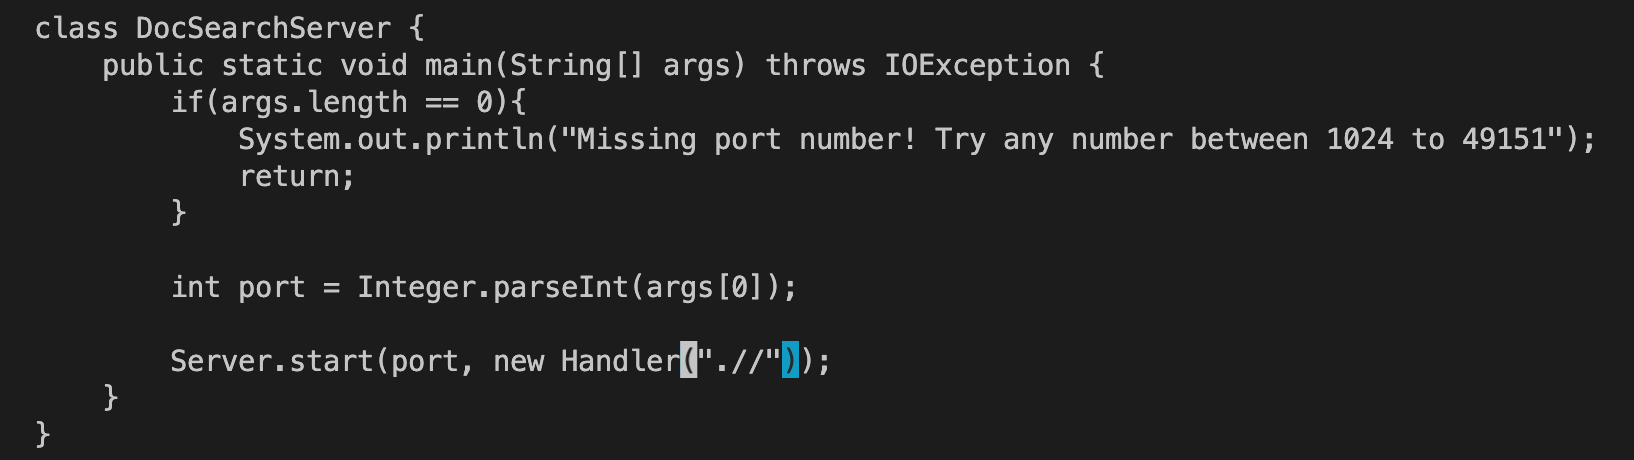 class DocSearchServer {
    public static void main(String[] args) throws IOException {
        if(args.length == 0){
            System.out.println("Missing port number! Try any number between 1024 to 49151");
            return;
        }

        int port = Integer.parseInt(args[0]);

        Server.start(port, new Handler(".//"));
    }
}